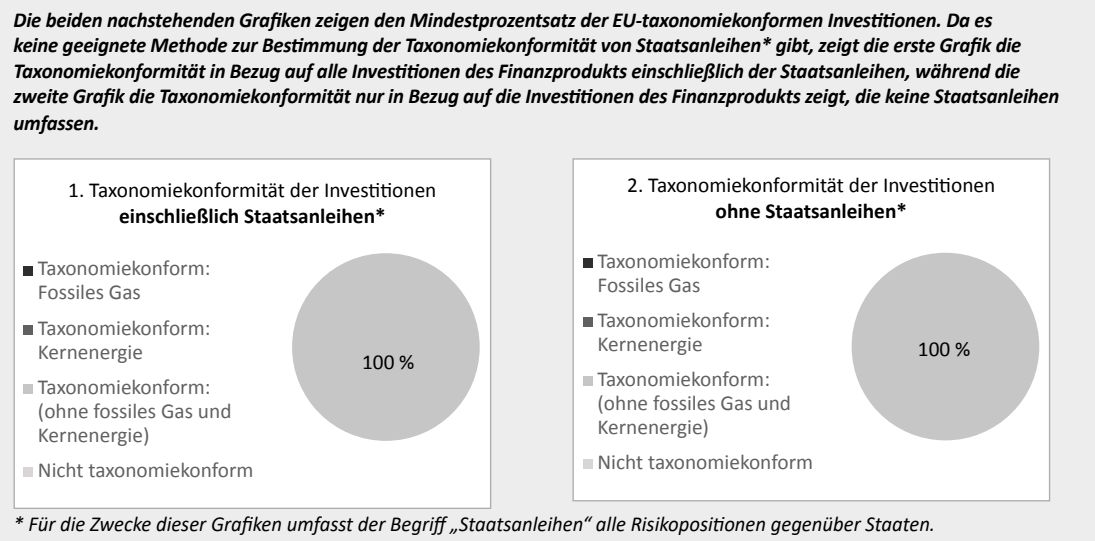 Die beiden nachstehenden Grafiken zeigen den Mindestprozentsatz der EU-taxonomiekonformen Investitionen. Da es
keine geeignete Methode zur Bestimmung der Taxonomiekonformität von Staatsanleihen* gibt, zeigt die erste Grafik die
Taxonomiekonformität in Bezug auf alle Investitionen des Finanzprodukts einschließlich der Staatsanleihen, während die
zweite Grafik die Taxonomiekonformität nur in Bezug auf die Investitionen des Finanzprodukts zeigt, die keine Staatsanleihen
umfassen.
1. Taxonomiekonformität der Investitionen
einschließlich Staatsanleihen*
Taxonomiekonform:
Fossiles Gas
Taxonomiekonform:
Kernenergie
Taxonomiekonform:
(ohne fossiles Gas und
Kernenergie)
Nicht taxonomiekonform
100 %
2. Taxonomiekonformität der Investitionen
ohne Staatsanleihen*
Taxonomiekonform:
Fossiles Gas
Taxonomiekonform:
Kernenergie
Taxonomiekonform:
(ohne fossiles Gas und
Kernenergie)
Nicht taxonomiekonform
100 %
* Für die Zwecke dieser Grafiken umfasst der Begriff „Staatsanleihen“ alle Risikopositionen gegenüber Staaten.